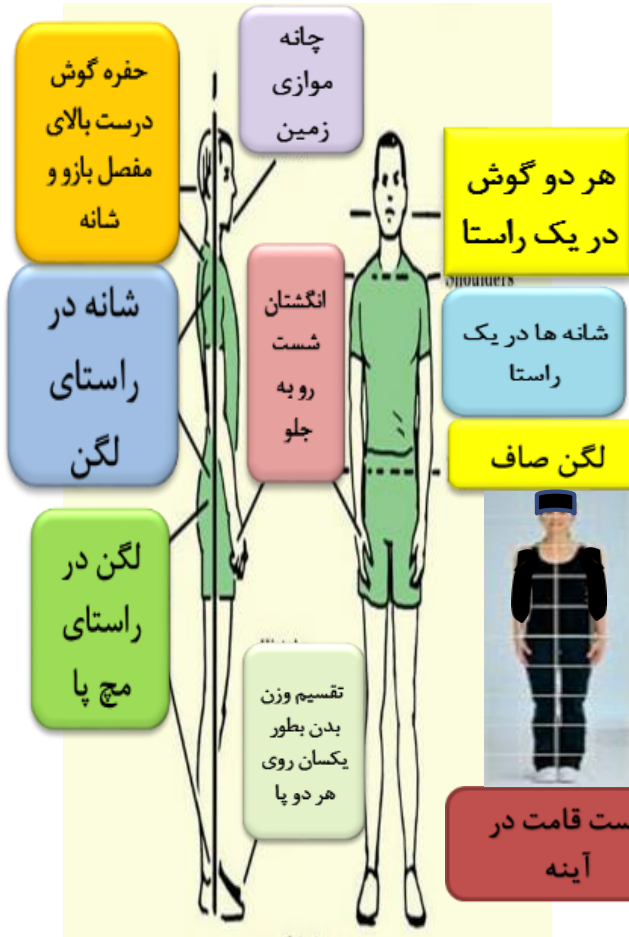 چانه
موازی
زمین
حفره گوش
درست بالای
مفصل بازو و
شانه
هر دو گوش
در یک راستا
شانه در
راستای
لگن
انگشتان
شست
رو به
جلو
Shoulders
شانه ها در یک
راستا
لگن صاف
لگن در
راستای
مچ پا
تقسیم وزن
بدن بطور
یکسان روی
هر دو پا
قامت در
آینه